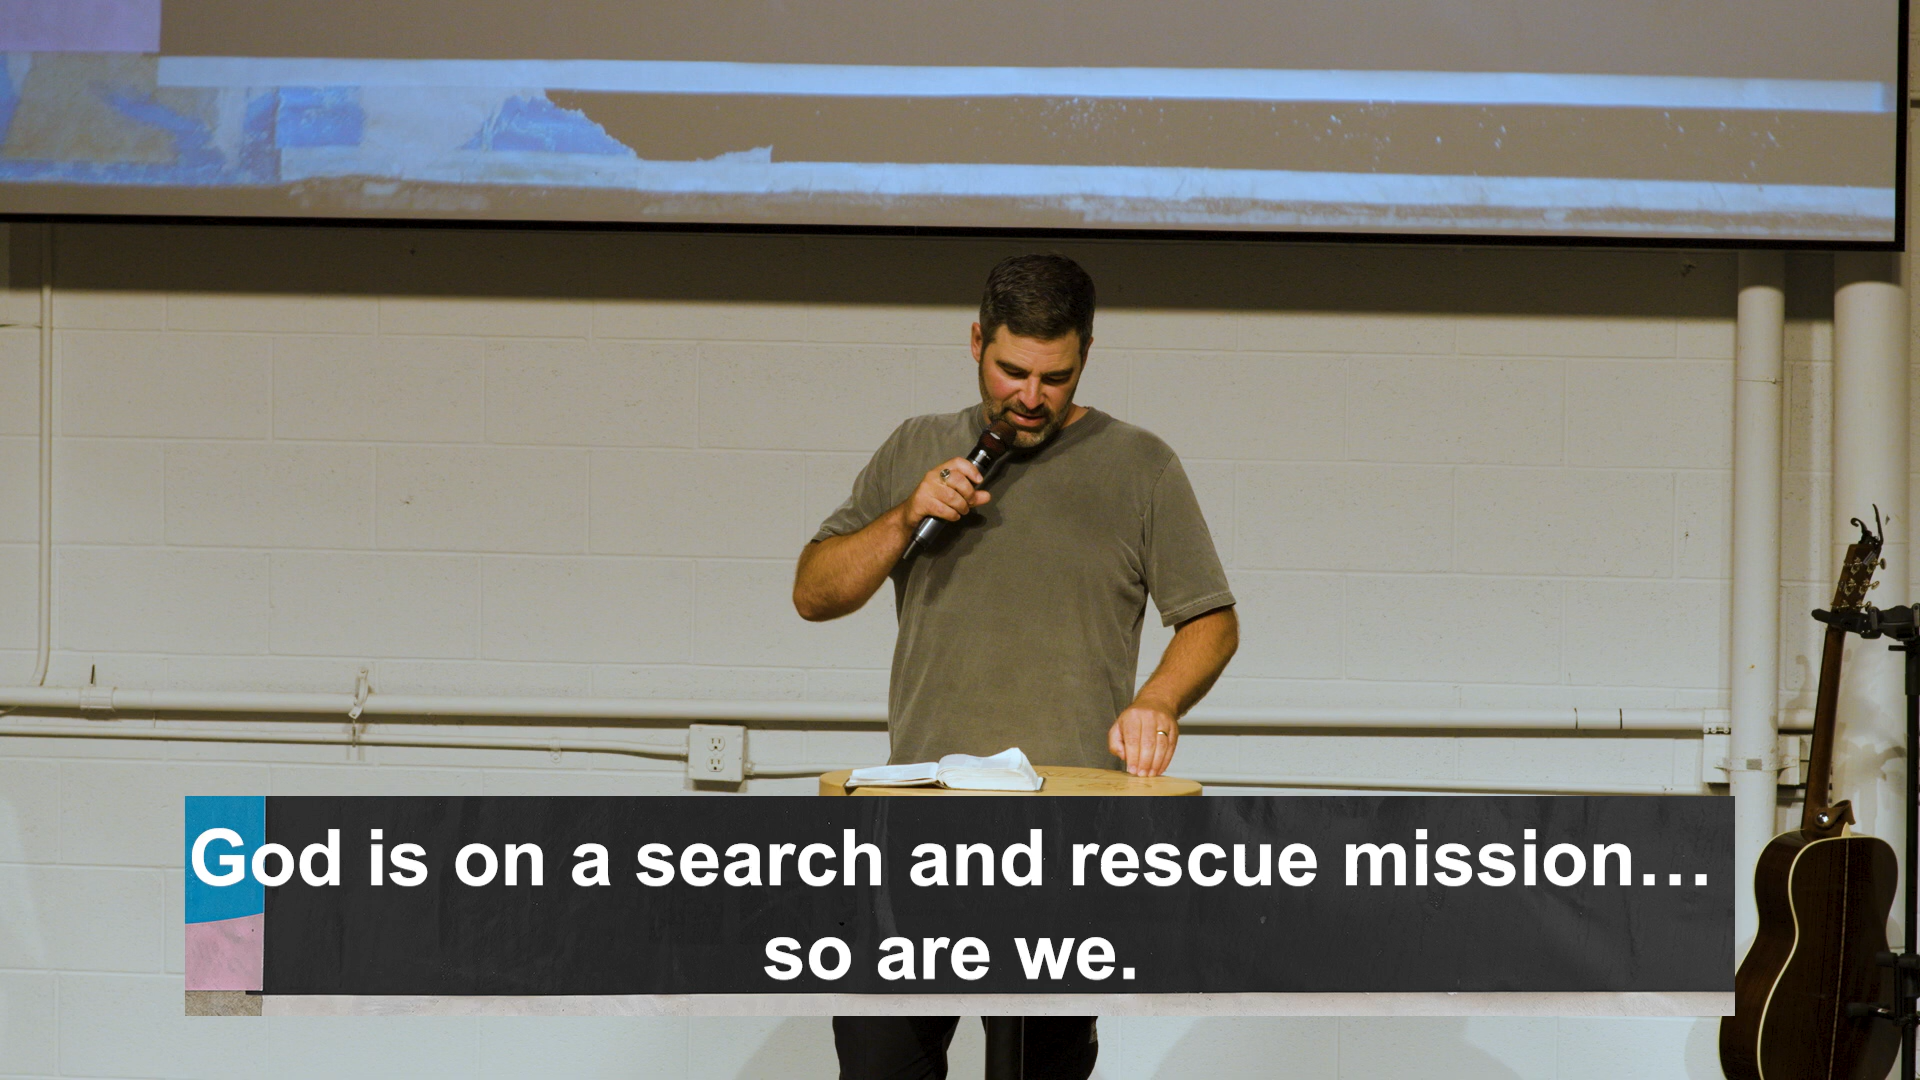 God is on a search and rescue mission…
so are we.